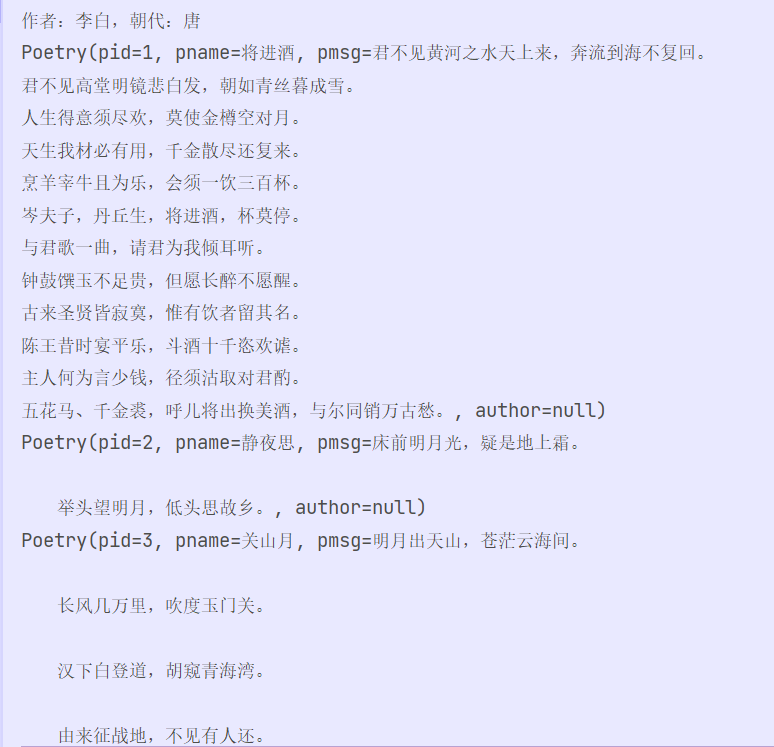 作者：李白，朝代：唐
Poetry(pid=1, pname=将进酒, pmsg=君不见黄河之水天上来，奔流到海不复回。
君不见高堂明镜悲白发，朝如青丝暮成雪。
人生得意须尽欢，莫使金樽空对月。
天生我材必有用，千金散尽还复来。
烹羊宰牛且为乐，会须一饮三百杯。
岑夫子，丹丘生，将进酒，杯莫停。
与君歌一曲，请君为我倾耳听。
钟鼓馔玉不足贵，但愿长醉不愿醒。
古来圣贤皆寂寞，惟有饮者留其名。
陈王昔时宴平乐，斗酒十千恣欢谑。
主人何为言少钱，径须沽取对君酌。
五花马、千金裘，呼儿将出换美酒，与尔同销万古愁。, author=null)
Poetry(pid=2, pname=静夜思, pmsg=床前明月光，疑是地上霜。
举头望明月，低头思故乡。, author=null)
Poetry(pid=3, pname=关山月, pmsg=明月出天山，苍茫云海间。
长风几万里，吹度玉门关。
汉下白登道，胡窥青海湾。
由来征战地，不见有人还。